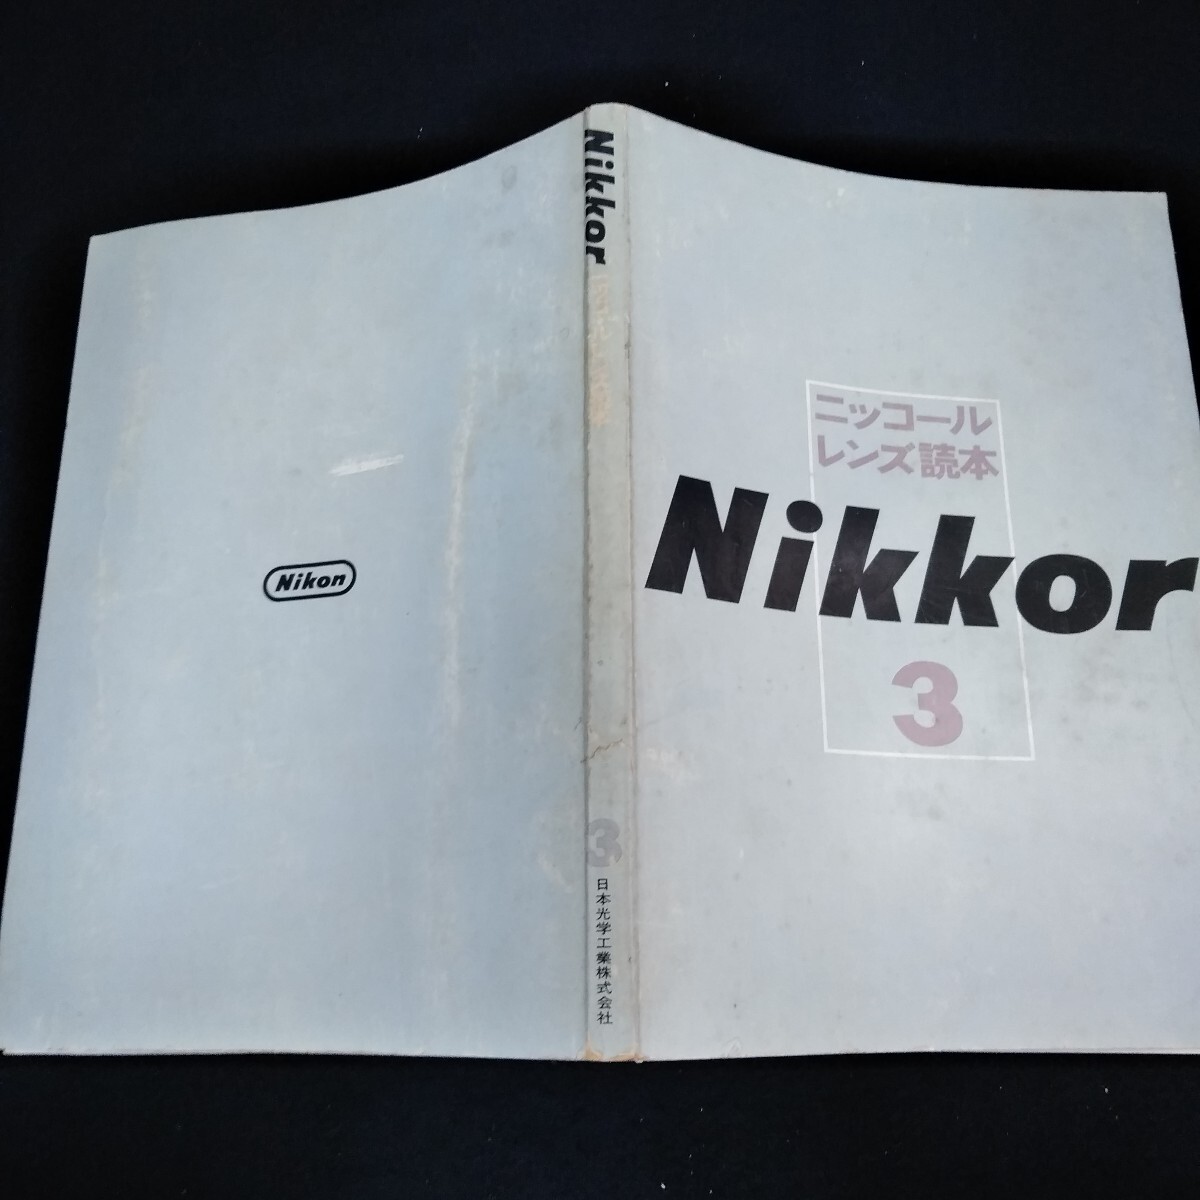 ニッコール
レンズ読本
Nikkor
3
Nikkor
3
日本光学工業株式会社
Nikon